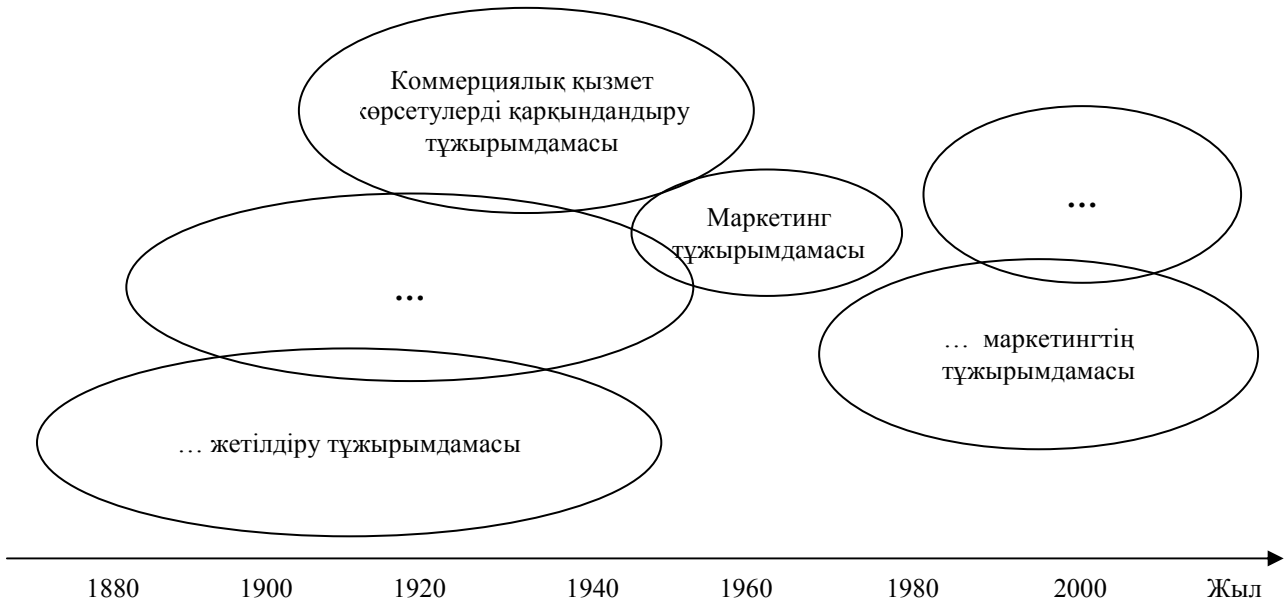 Коммерциялық қызмет
көрсетулерді қарқындандыру
тұжырымдамасы
...
Маркетинг
тұжырымдамасы
...
... маркетингтің
тұжырымдамасы
... жетілдіру тұжырымдамасы
1880 1900 1920 1940 1960 1980 2000 Жыл